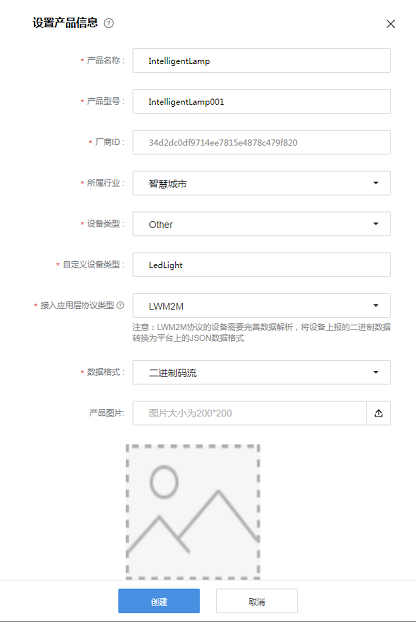 设置产品信息 ?
* 产品名称 : IntelligentLamp
* 产品型号 : IntelligentLamp001
* 厂商ID : 34d2dc0df9714ee7815e4878c479f820
* 所属行业 : 智慧城市
* 设备类型 : Other
* 自定义设备类型 : LedLight
* 接入应用层协议类型 ? LWM2M
注意：LWM2M协议的设备需要完善数据解析，将设备上报的二进制数据
转换为平台上的JSON数据格式
* 数据格式 : 二进制码流
产品图片: 图片大小为200*200
创建 取消